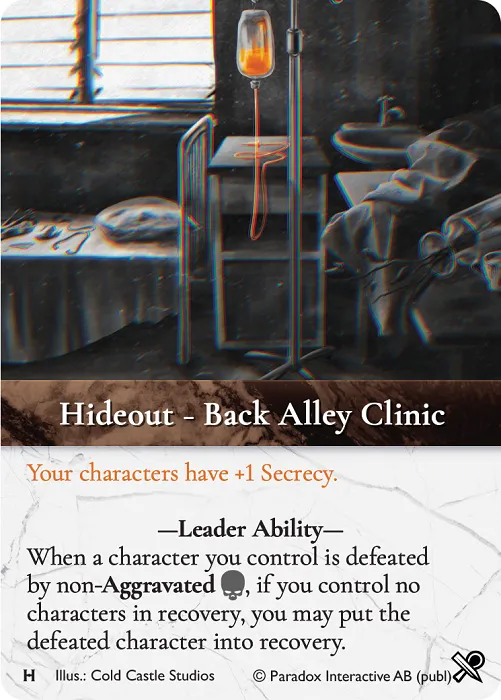 Hideout - Back Alley Clinic
Your characters have +1 Secrecy.
—Leader Ability—
When a character you control is defeated
by non-Aggravated , if you control no
characters in recovery, you may put the
defeated character into recovery.
H Illus.: Cold Castle Studios © Paradox Interactive AB (publ)